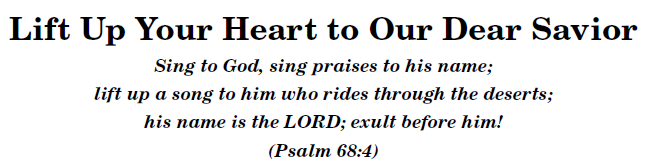 Lift Up Your Heart to Our Dear Savior
Sing to God, sing praises to his name;
lift up a song to him who rides through the deserts;
his name is the LORD; exult before him!
(Psalm 68:4)